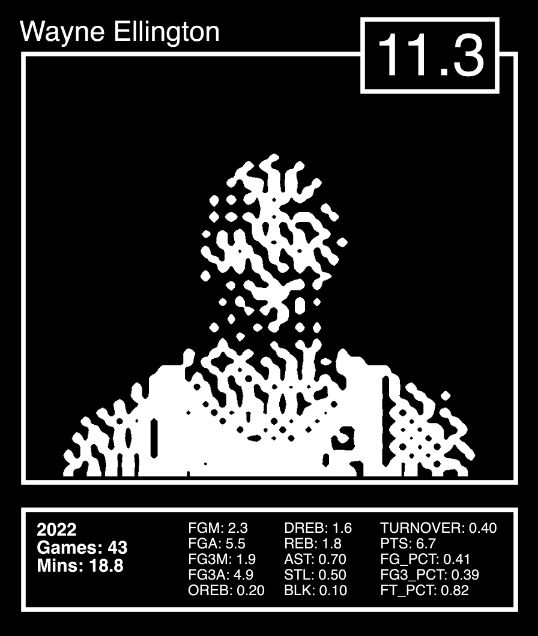 Wayne Ellington
11.3
2022
Games: 43
Mins: 18.8
FGM: 2.3
FGA: 5.5
FG3M: 1.9
FG3A: 4.9
OREB: 0.20
DREB: 1.6
REB: 1.8
AST: 0.70
STL: 0.50
BLK: 0.10
TURNOVER: 0.40
PTS: 6.7
FG_PCT: 0.41
FG3_PCT: 0.39
FT_PCT: 0.82